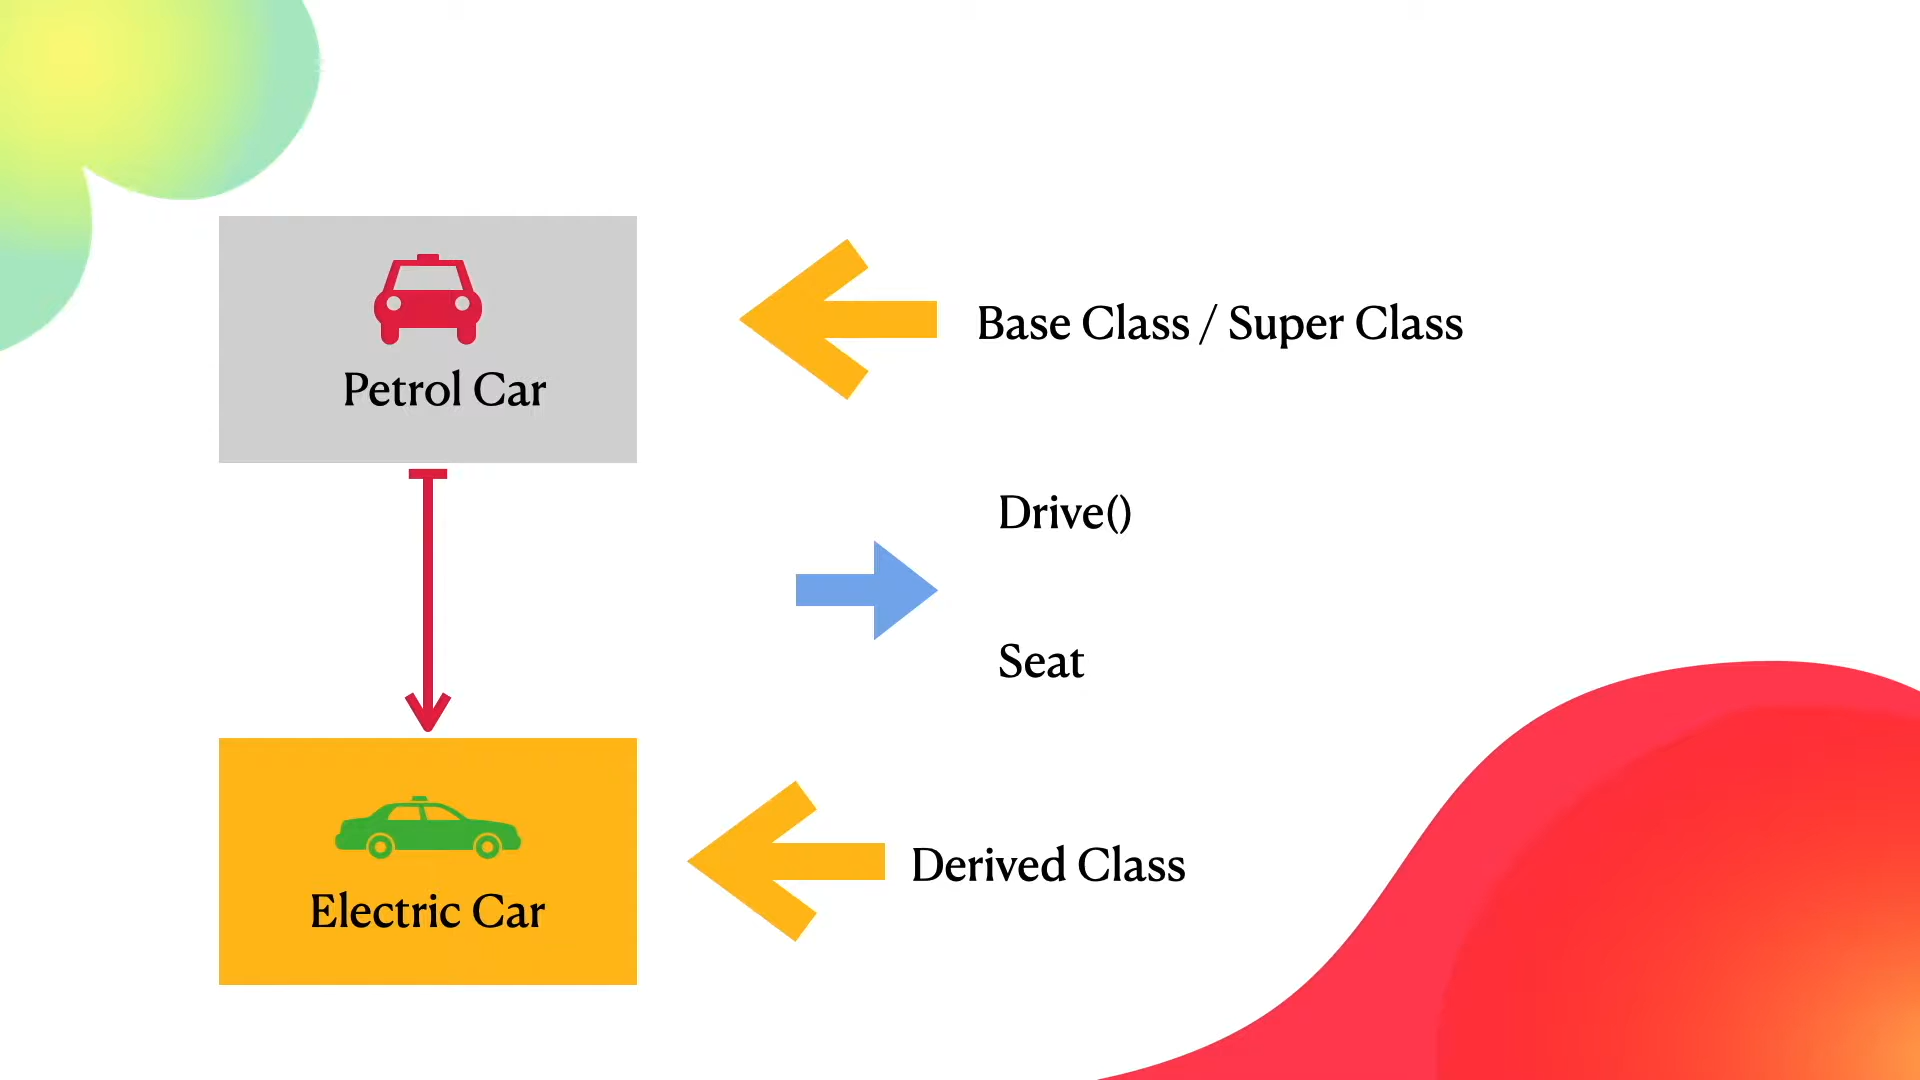 Petrol Car
Base Class / Super Class
Drive()
Seat
Electric Car
Derived Class